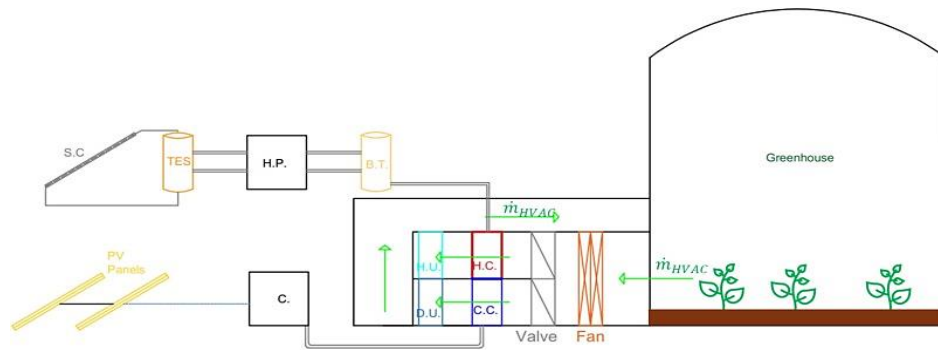 S.C
TES
H.P.
B.T.
Greenhouse
ṁHVAC
ṁHVAC
H.U.
H.C.
PV
Panels
C.
D.U.
C.C.
Valve
Fan